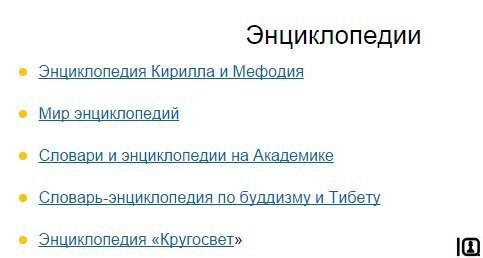 Энциклопедии
Энциклопедия Кирилла и Мефодия
Мир энциклопедий
Словари и энциклопедии на Академике
Словарь-энциклопедия по буддизму и Тибету
Энциклопедия «Кругосвет»